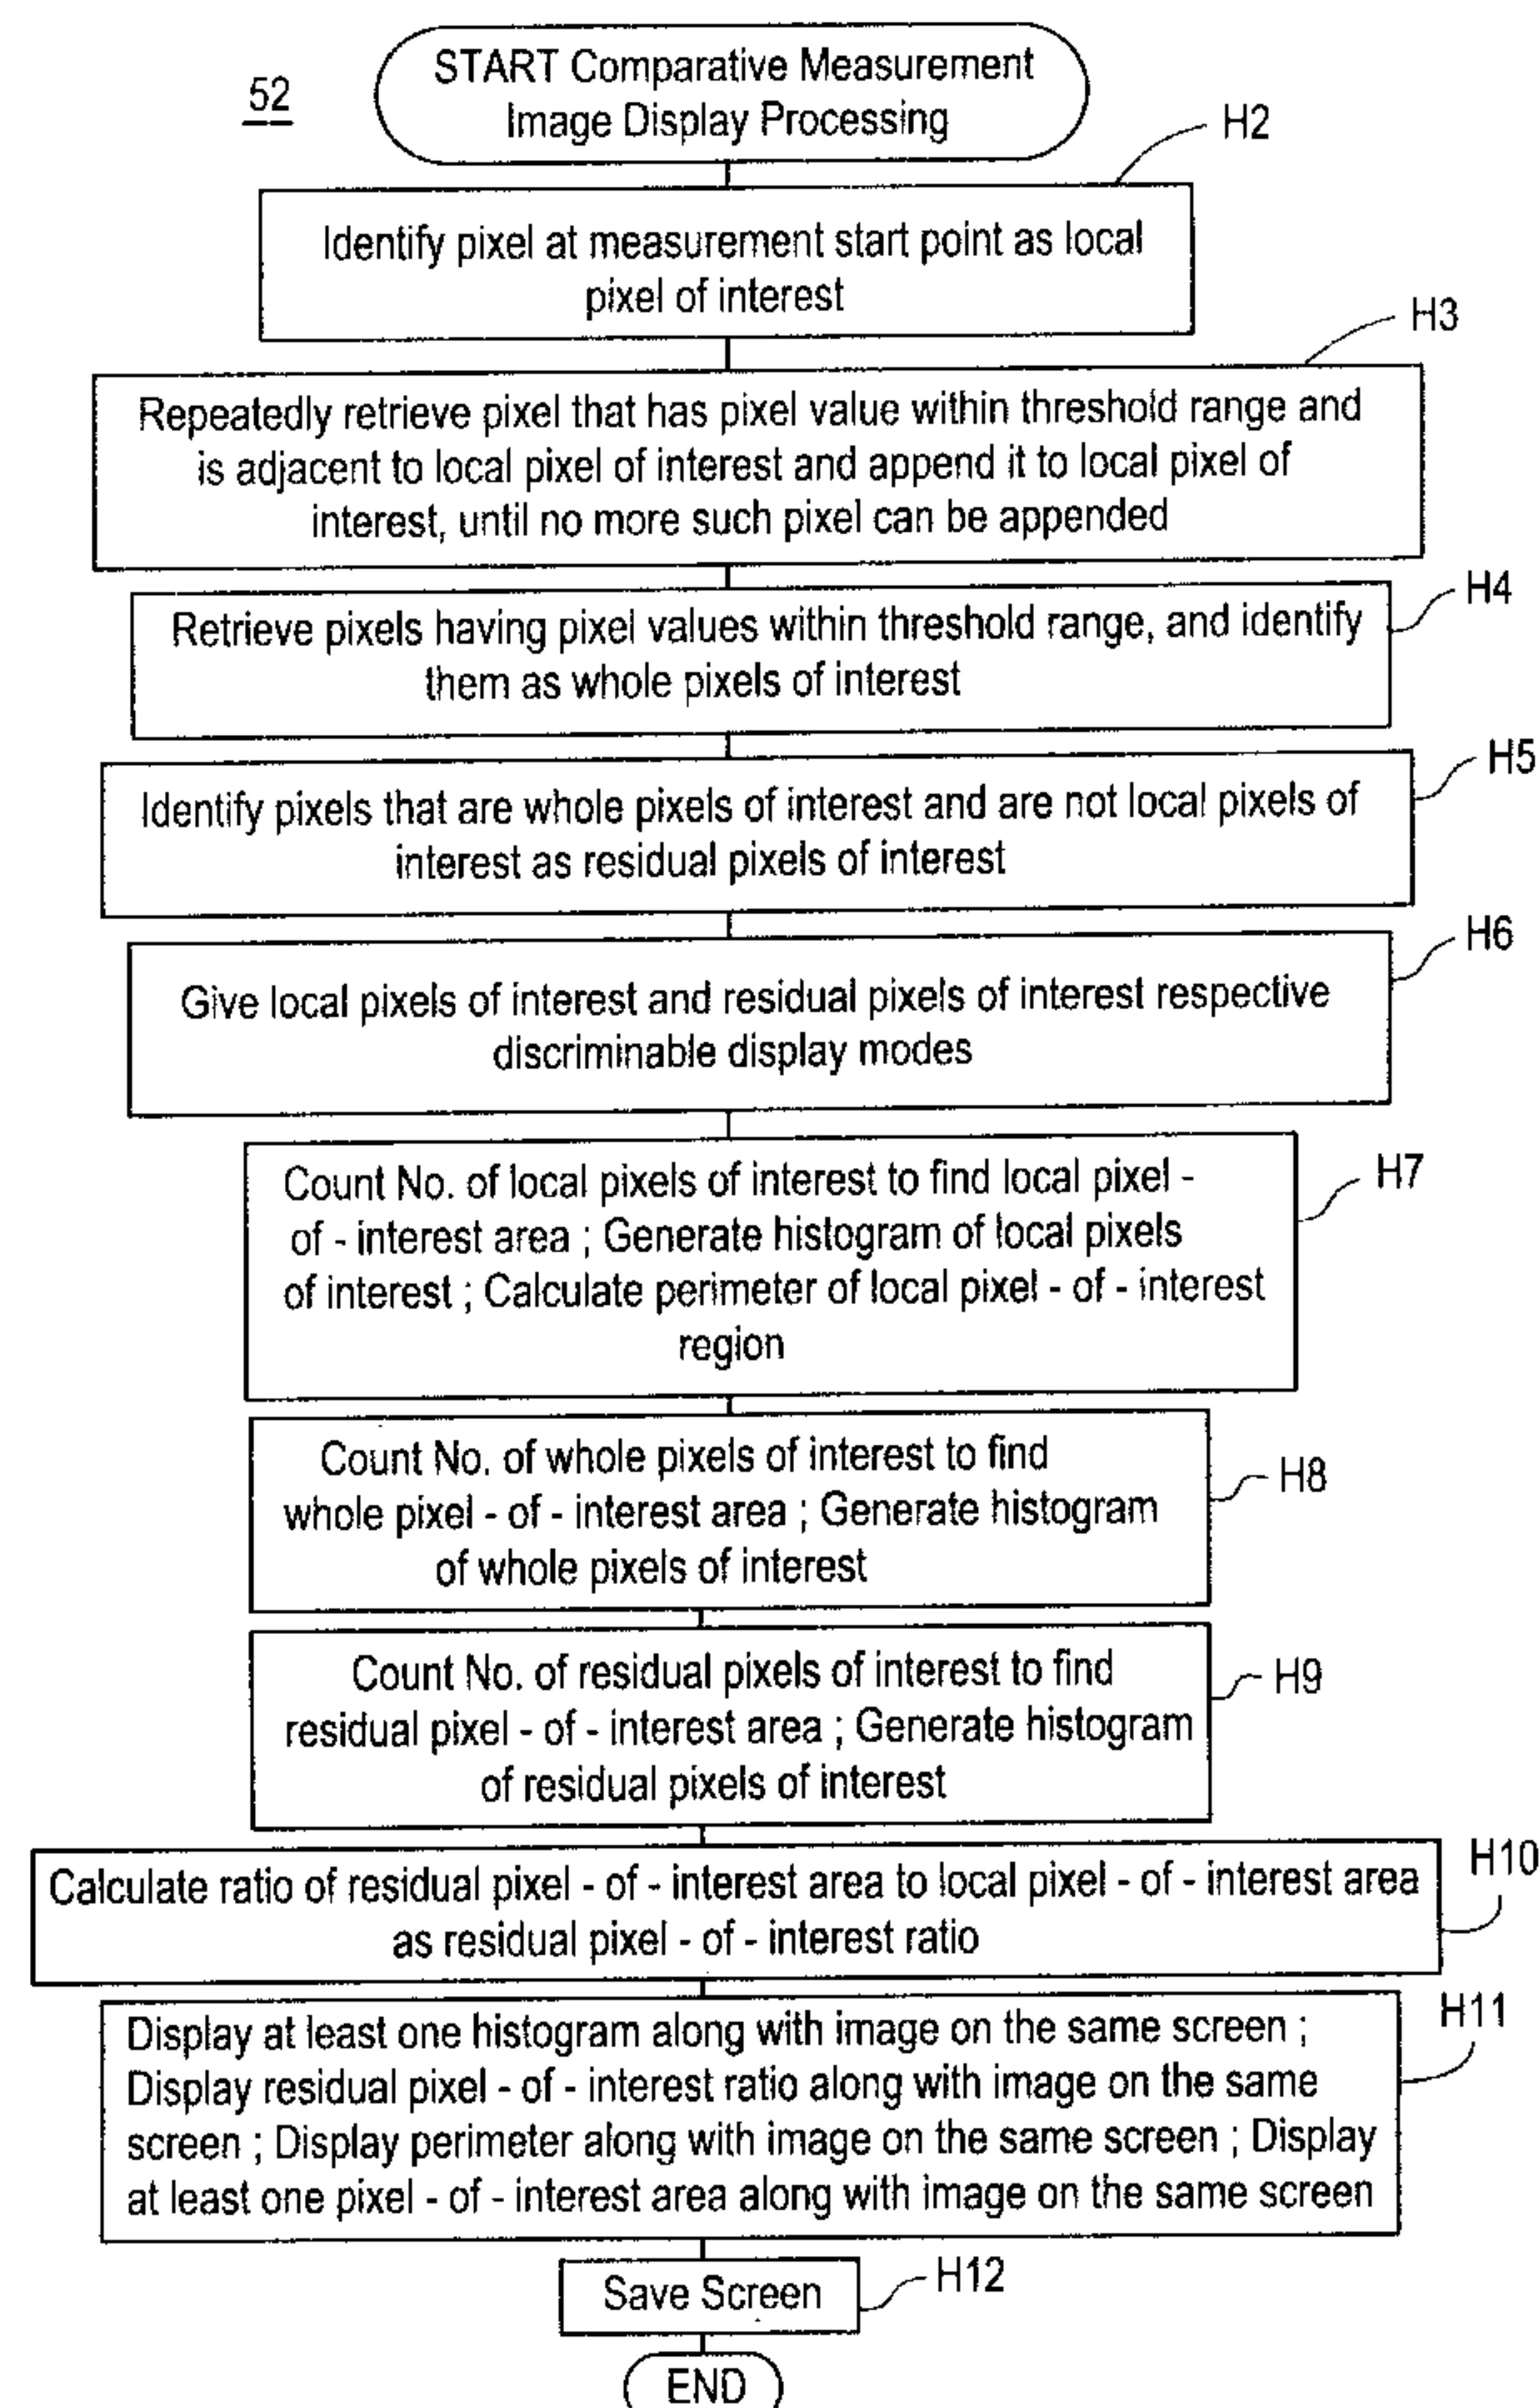 52
START Comparative Measurement
Image Display Processing
H2
Identify pixel at measurement start point as local
pixel of interest
H3
Repeatedly retrieve pixel that has pixel value within threshold range and
is adjacent to local pixel of interest and append it to local pixel of
interest, until no more such pixel can be appended
H4
Retrieve pixels having pixel values within threshold range, and identify
them as whole pixels of interest
H5
Identify pixels that are whole pixels of interest and are not local pixels of
interest as residual pixels of interest
H6
Give local pixels of interest and residual pixels of interest respective
discriminable display modes
H7
Count No. of local pixels of interest to find local pixel -
of - interest area ; Generate histogram of local pixels
of interest ; Calculate perimeter of local pixel - of - interest
region
H8
Count No. of whole pixels of interest to find
whole pixel - of - interest area ; Generate histogram
of whole pixels of interest
H9
Count No. of residual pixels of interest to find
residual pixel - of - interest area ; Generate histogram
of residual pixels of interest
H10
Calculate ratio of residual pixel - of - interest area to local pixel - of - interest area
as residual pixel - of - interest ratio
H11
Display at least one histogram along with image on the same screen ;
Display residual pixel - of - interest ratio along with image on the same
screen ; Display perimeter along with image on the same screen ; Display
at least one pixel - of - interest area along with image on the same screen
H12
Save Screen
END